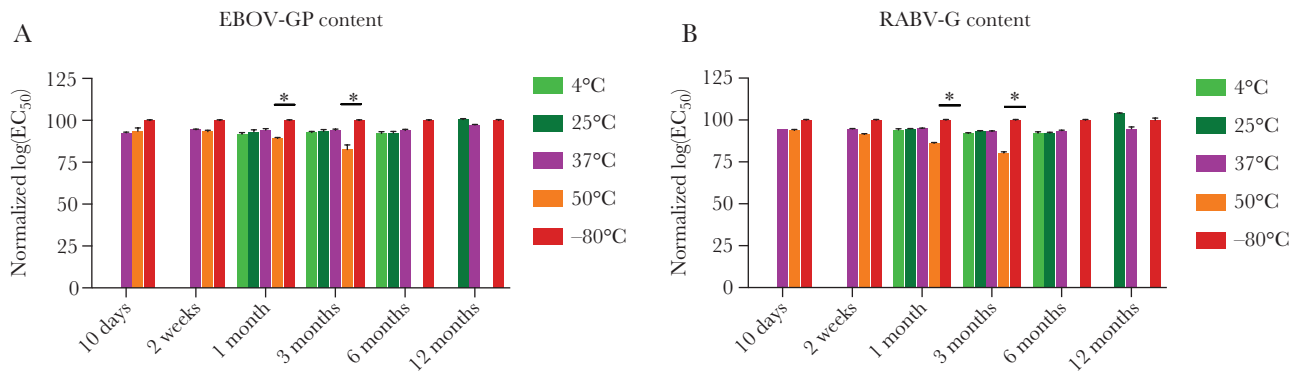 A
EBOV-GP content
Normalized log(EC50)
125
100
75
50
25
0
* *
10 days
2 weeks
1 month
3 months
6 months
12 months
4°C
25°C
37°C
50°C
–80°C
B
RABV-G content
Normalized log(EC50)
125
100
75
50
25
0
* *
10 days
2 weeks
1 month
3 months
6 months
12 months
4°C
25°C
37°C
50°C
–80°C